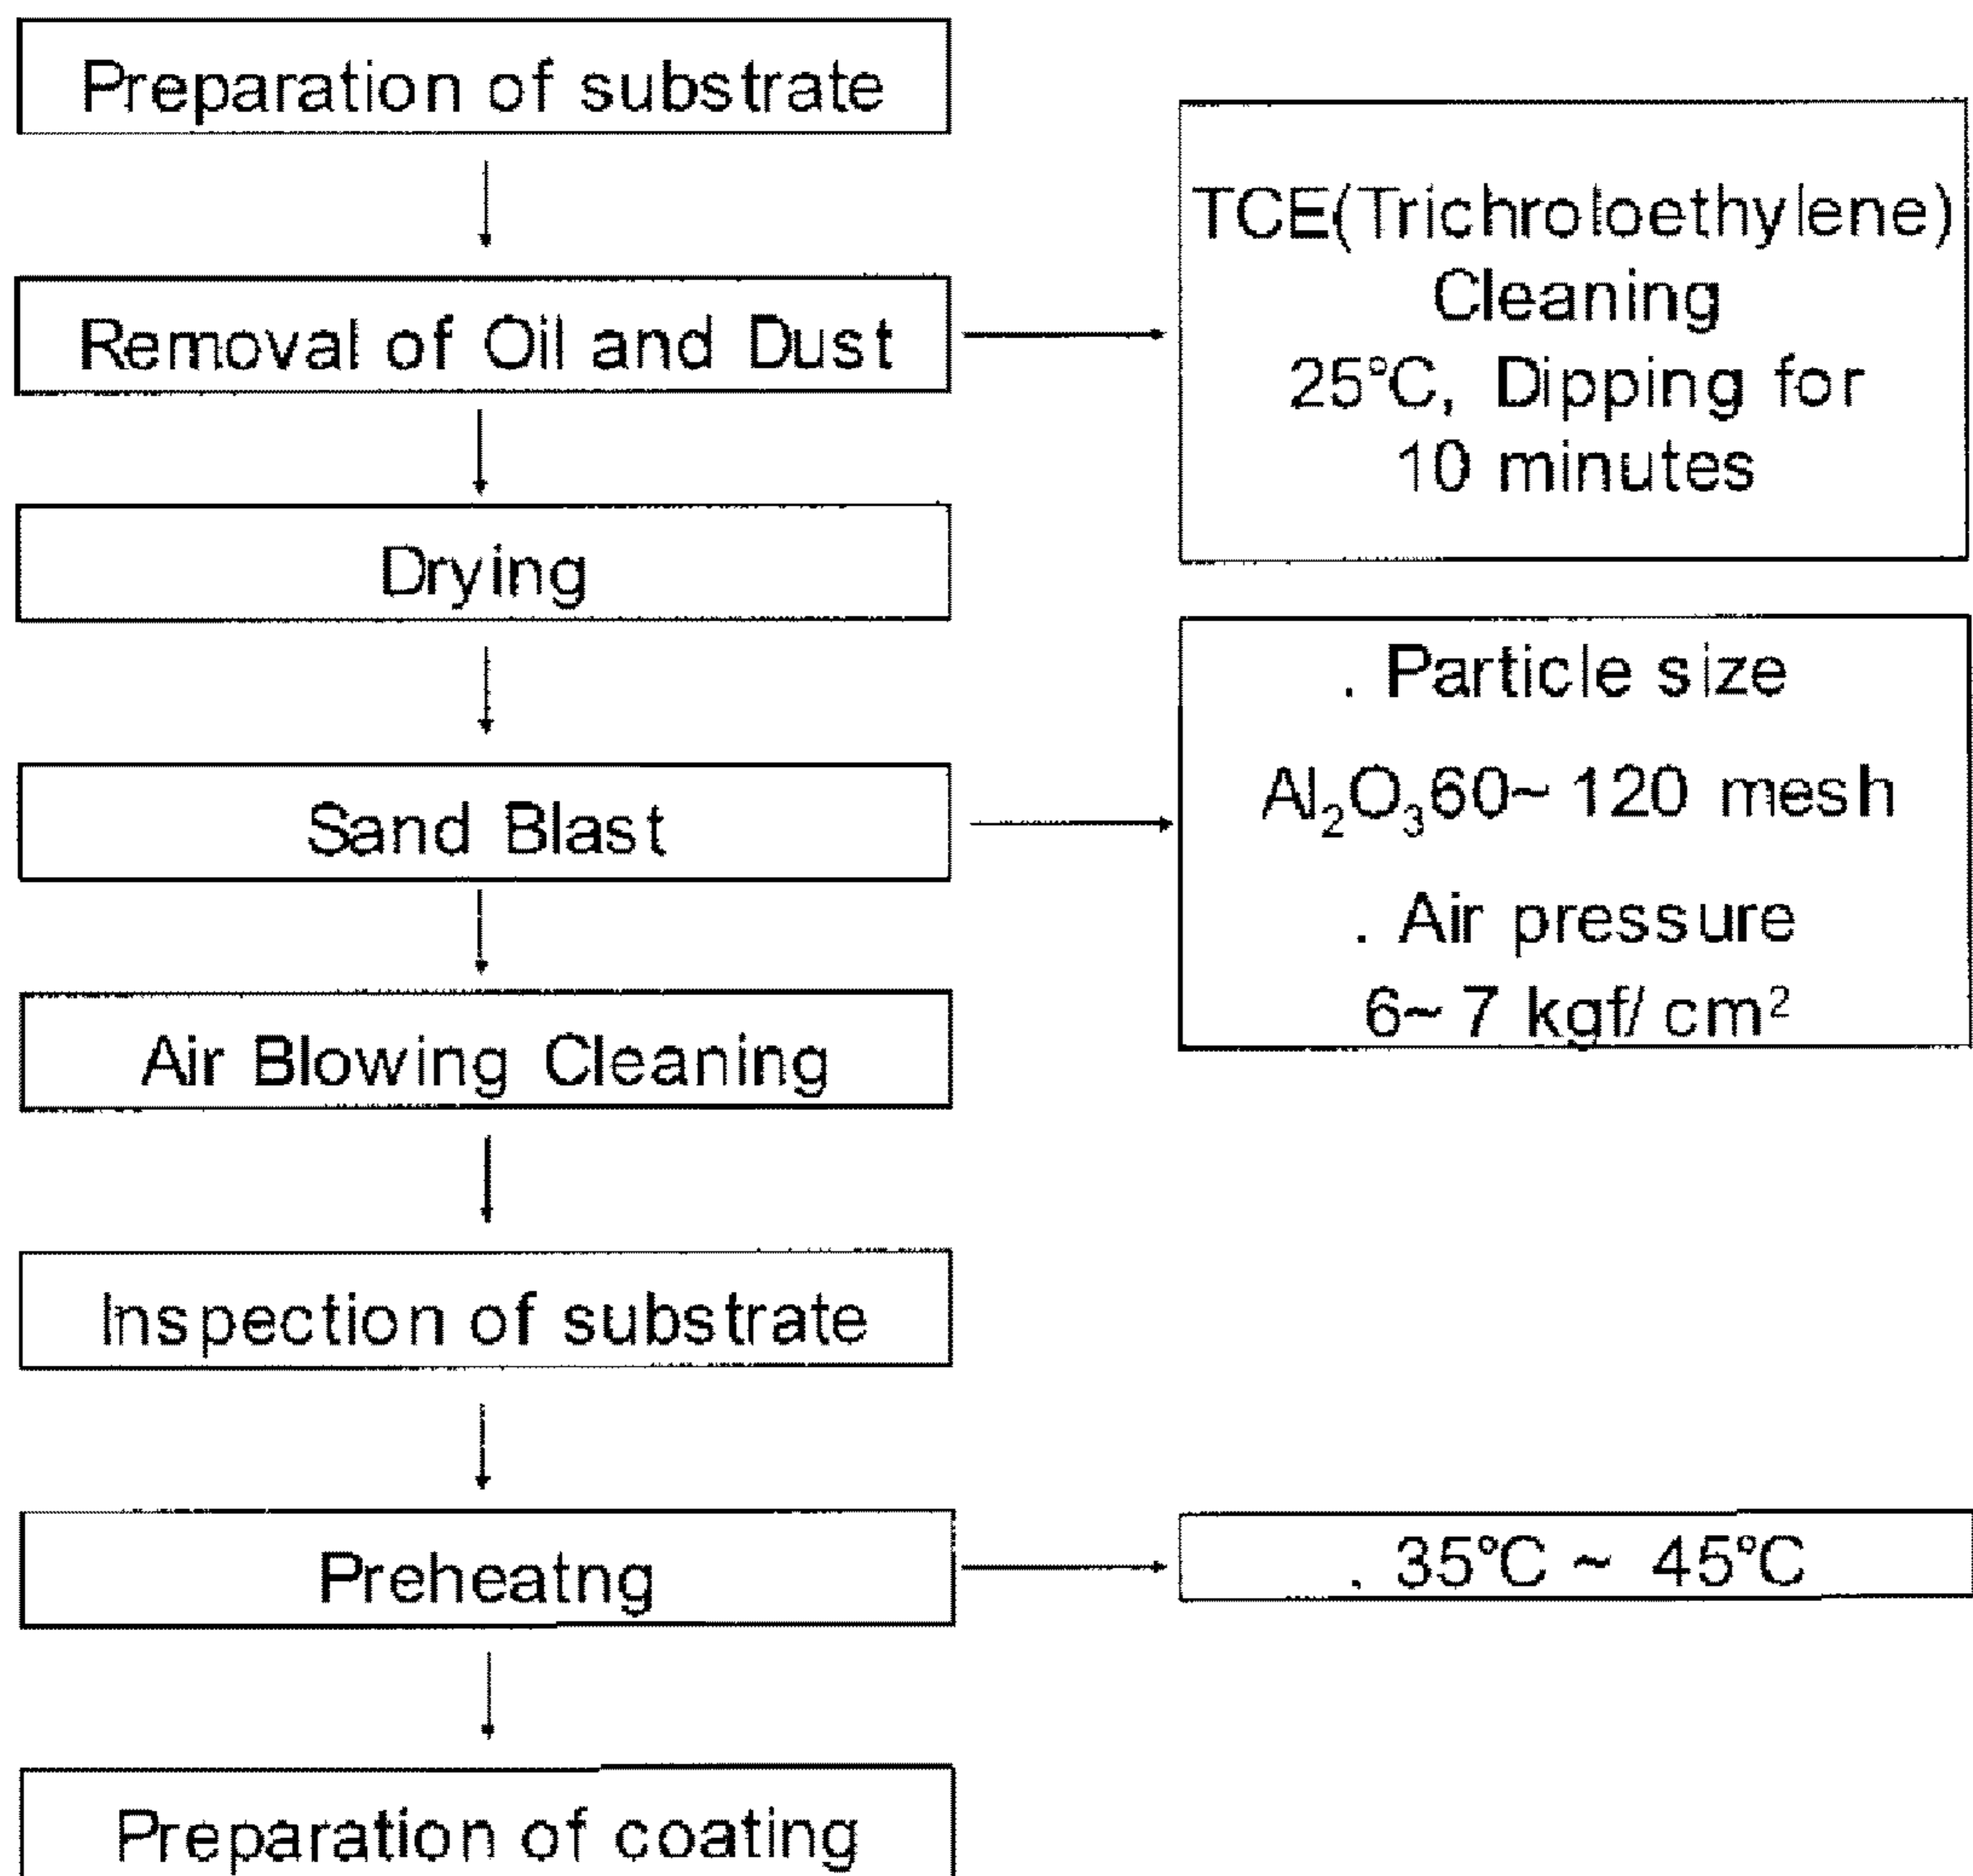 Preparation of substrate
Removal of Oil and Dust
TCE(Trichroloethylene)
Cleaning
25°C, Dipping for
10 minutes
Drying
Sand Blast
. Particle size
Al₂O₃60~ 120 mesh
. Air pressure
6~ 7 kgf/ cm²
Air Blowing Cleaning
Inspection of substrate
Preheatng
. 35°C ~ 45°C
Preparation of coating